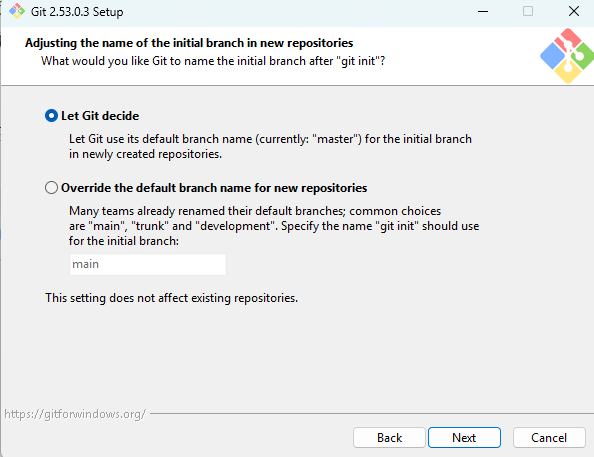 Git 2.53.0.3 Setup
Adjusting the name of the initial branch in new repositories
What would you like Git to name the initial branch after "git init"?
Let Git decide
Let Git use its default branch name (currently: "master") for the initial branch
in newly created repositories.
Override the default branch name for new repositories
Many teams already renamed their default branches; common choices
are "main", "trunk" and "development". Specify the name "git init" should use
for the initial branch:
main
This setting does not affect existing repositories.
https://gitforwindows.org/
Back
Next
Cancel